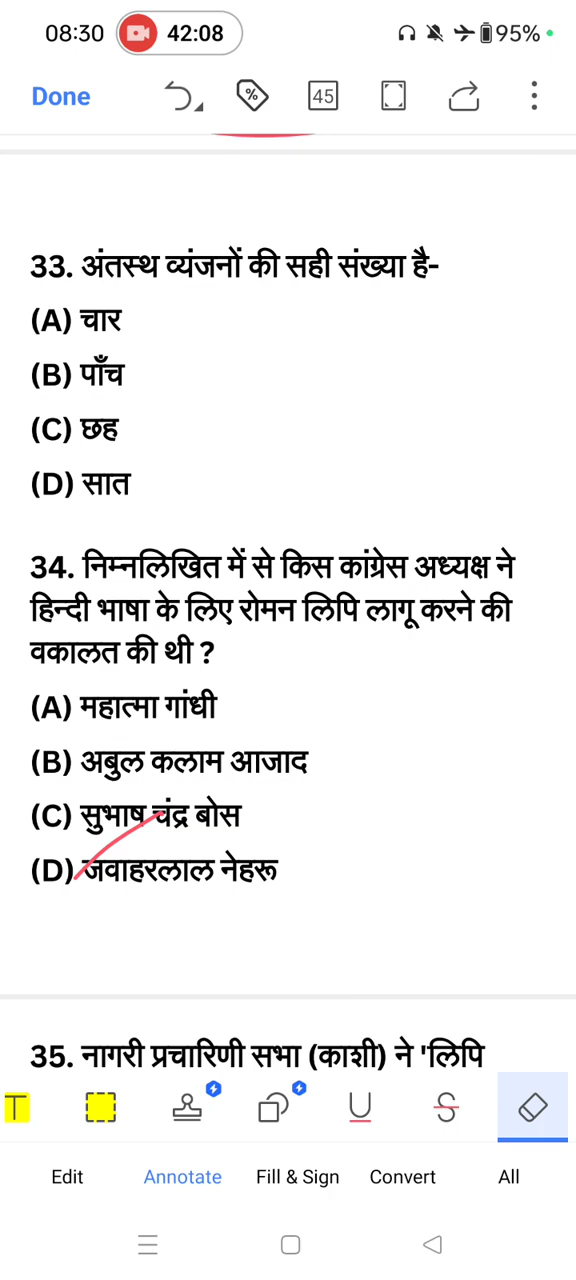 08:30
42:08
95%
Done
%
45
33. अंतस्थ व्यंजनों की सही संख्या है-
(A) चार
(B) पाँच
(C) छह
(D) सात
34. निम्नलिखित में से किस कांग्रेस अध्यक्ष ने
हिन्दी भाषा के लिए रोमन लिपि लागू करने की
वकालत की थी ?
(A) महात्मा गांधी
(B) अबुल कलाम आजाद
(C) सुभाष चंद्र बोस
(D) जवाहरलाल नेहरू
35. नागरी प्रचारिणी सभा (काशी) ने 'लिपि
T
U
S
Edit
Annotate
Fill & Sign
Convert
All